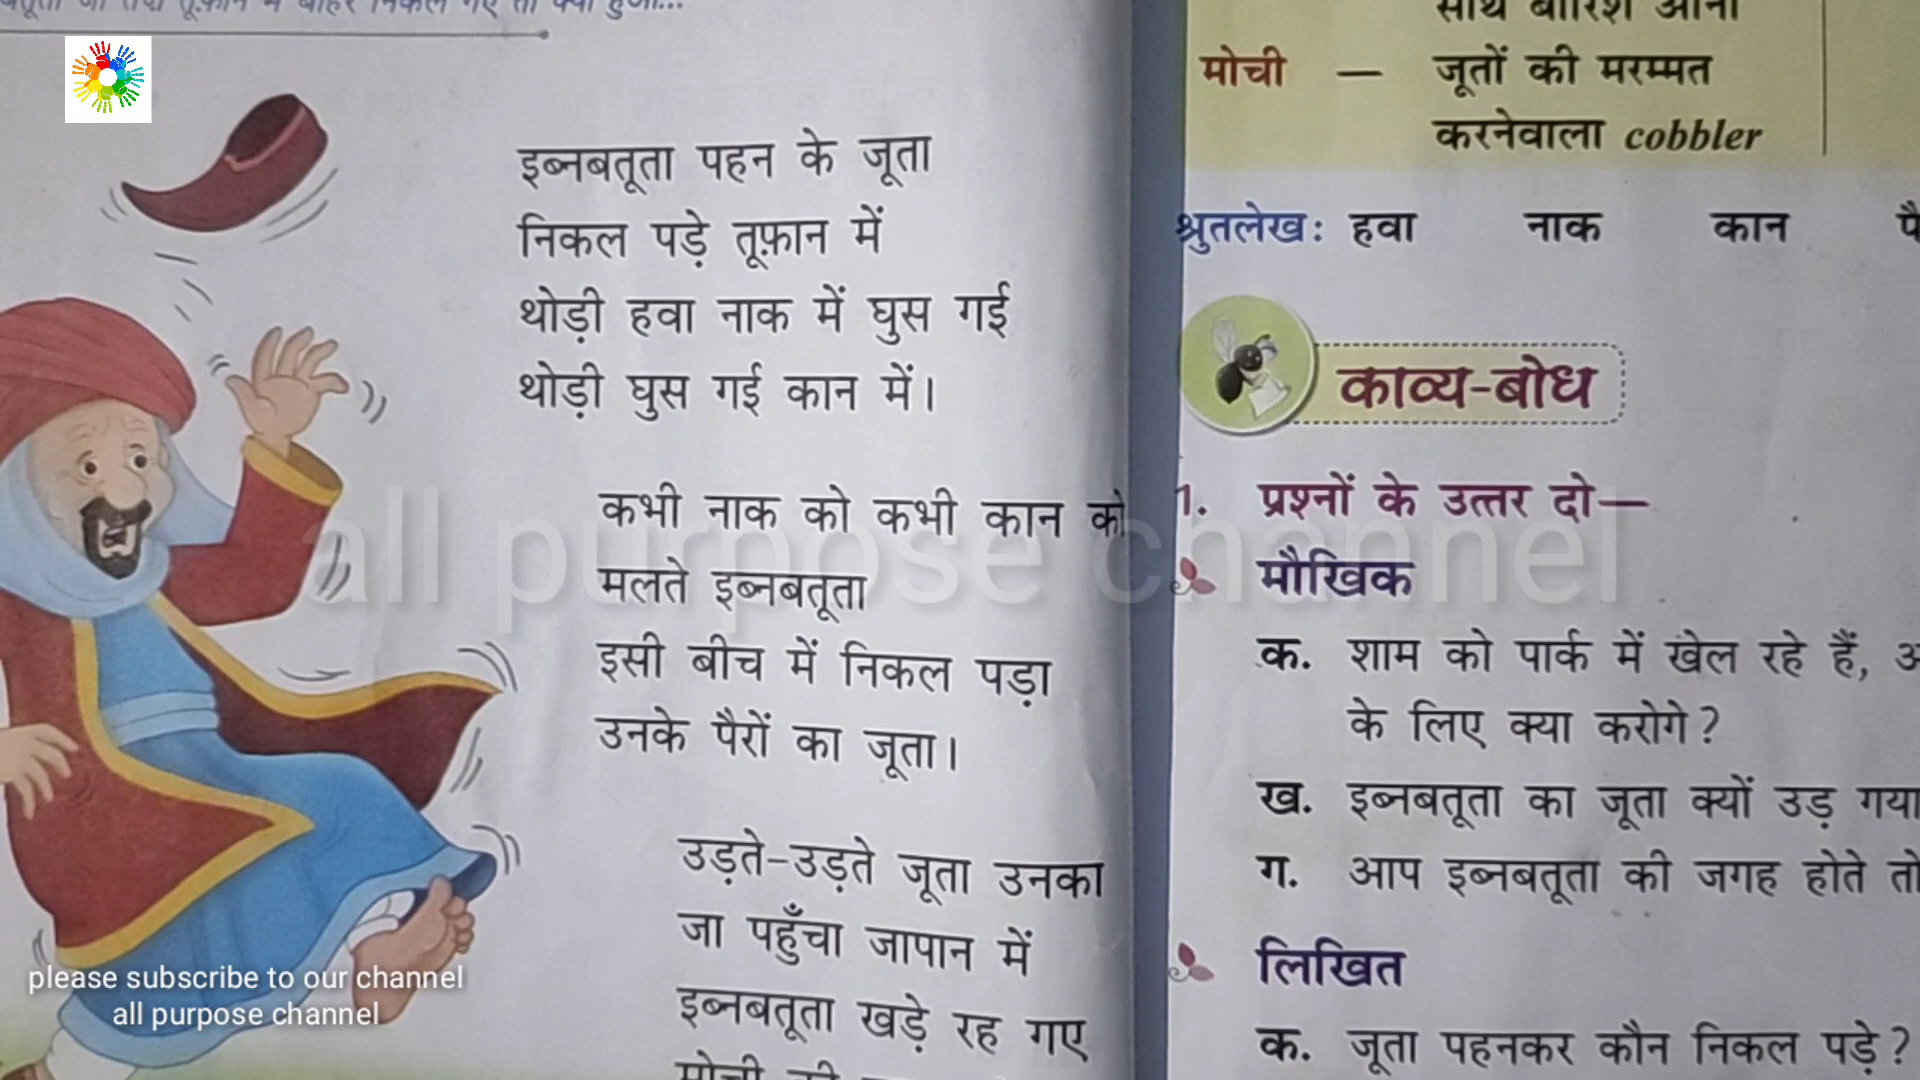 इब्नबतूता पहन के जूता
निकल पड़े तूफ़ान में
थोड़ी हवा नाक में घुस गई
थोड़ी घुस गई कान में।
कभी नाक को कभी कान को
मलते इब्नबतूता
इसी बीच में निकल पड़ा
उनके पैरों का जूता।
उड़ते-उड़ते जूता उनका
जा पहुँचा जापान में
इब्नबतूता खड़े रह गए
please subscribe to our channel
all purpose channel
all purpose channel
साथ बारिश आना
मोची — जूतों की मरम्मत
करनेवाला cobbler
श्रुतलेख: हवा नाक कान
काव्य-बोध
1. प्रश्नों के उत्तर दो—
मौखिक
क. शाम को पार्क में खेल रहे हैं,
के लिए क्या करोगे?
ख. इब्नबतूता का जूता क्यों उड़ गया
ग. आप इब्नबतूता की जगह होते तो
लिखित
क. जूता पहनकर कौन निकल पड़े?